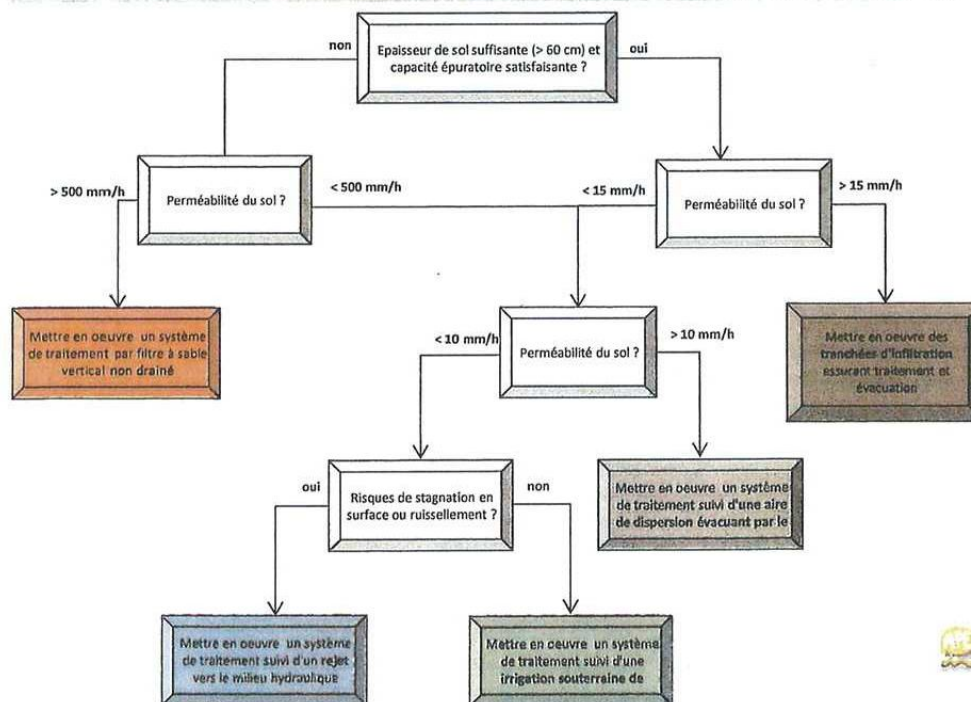 non
Epaisseur de sol suffisante (> 60 cm) et
capacité épuratoire satisfaisante ?
oui
> 500 mm/h
Perméabilité du sol ?
< 500 mm/h
< 15 mm/h
Perméabilité du sol ?
> 15 mm/h
Mettre en oeuvre un système
de traitement par filtre à sable
vertical non drainé
< 10 mm/h
Perméabilité du sol ?
> 10 mm/h
Mettre en oeuvre des
tranchées d'infiltration
assurant traitement et
évacuation
oui
Risques de stagnation en
surface ou ruissellement ?
non
Mettre en oeuvre un système
de traitement suivi d'une aire
de dispersion évacuant par le
Mettre en oeuvre un système
de traitement suivi d'un rejet
vers le milieu hydraulique
Mettre en oeuvre un système
de traitement suivi d'une
irrigation souterraine de